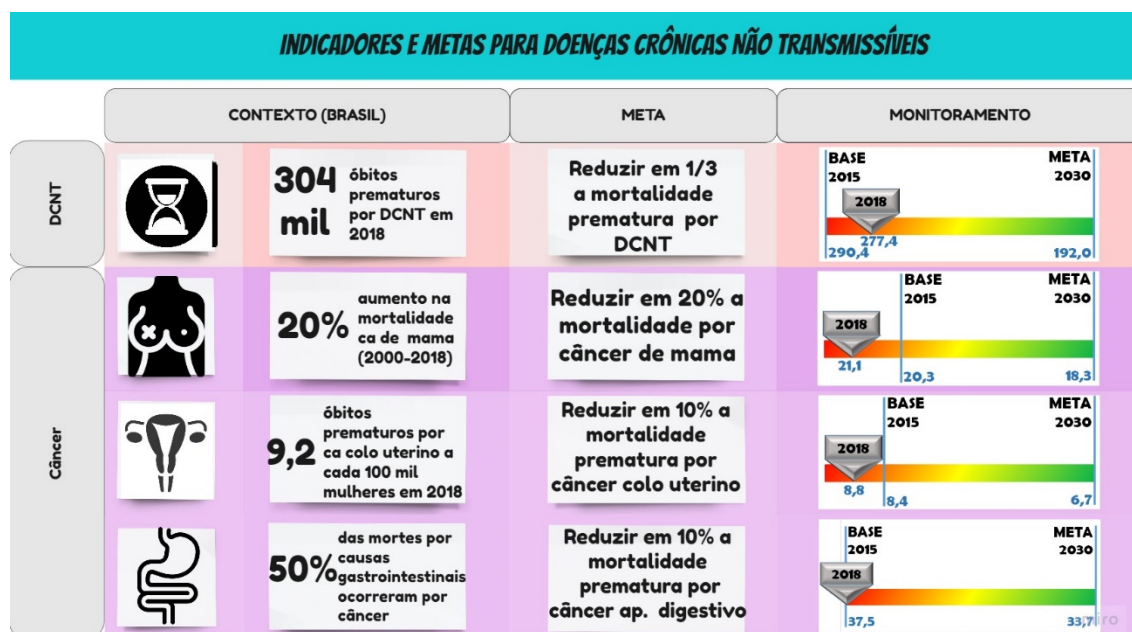 INDICADORES E METAS PARA DOENÇAS CRÔNICAS NÃO TRANSMISSÍVEIS
CONTEXTO (BRASIL)
META
MONITORAMENTO
DCNT
304
mil
óbitos
prematuros
por DCNT em
2018
Reduzir em 1/3
a mortalidade
prematura por
DCNT
BASE
2015
META
2030
2018
277,4
290,4
192,0
Câncer
20%
aumento na
mortalidade
ca de mama
(2000-2018)
Reduzir em 20% a
mortalidade por
câncer de mama
BASE
2015
META
2030
2018
21,1
20,3
18,3
9,2
óbitos
prematuros por
ca colo uterino a
cada 100 mil
mulheres em 2018
Reduzir em 10% a
mortalidade
prematura por
câncer colo uterino
BASE
2015
META
2030
2018
8,8
8,4
6,7
50%
das mortes por
causas
gastrointestinais
ocorreram por
câncer
Reduzir em 10% a
mortalidade
prematura por
câncer ap. digestivo
BASE
2015
META
2030
2018
37,5
33,7
miro